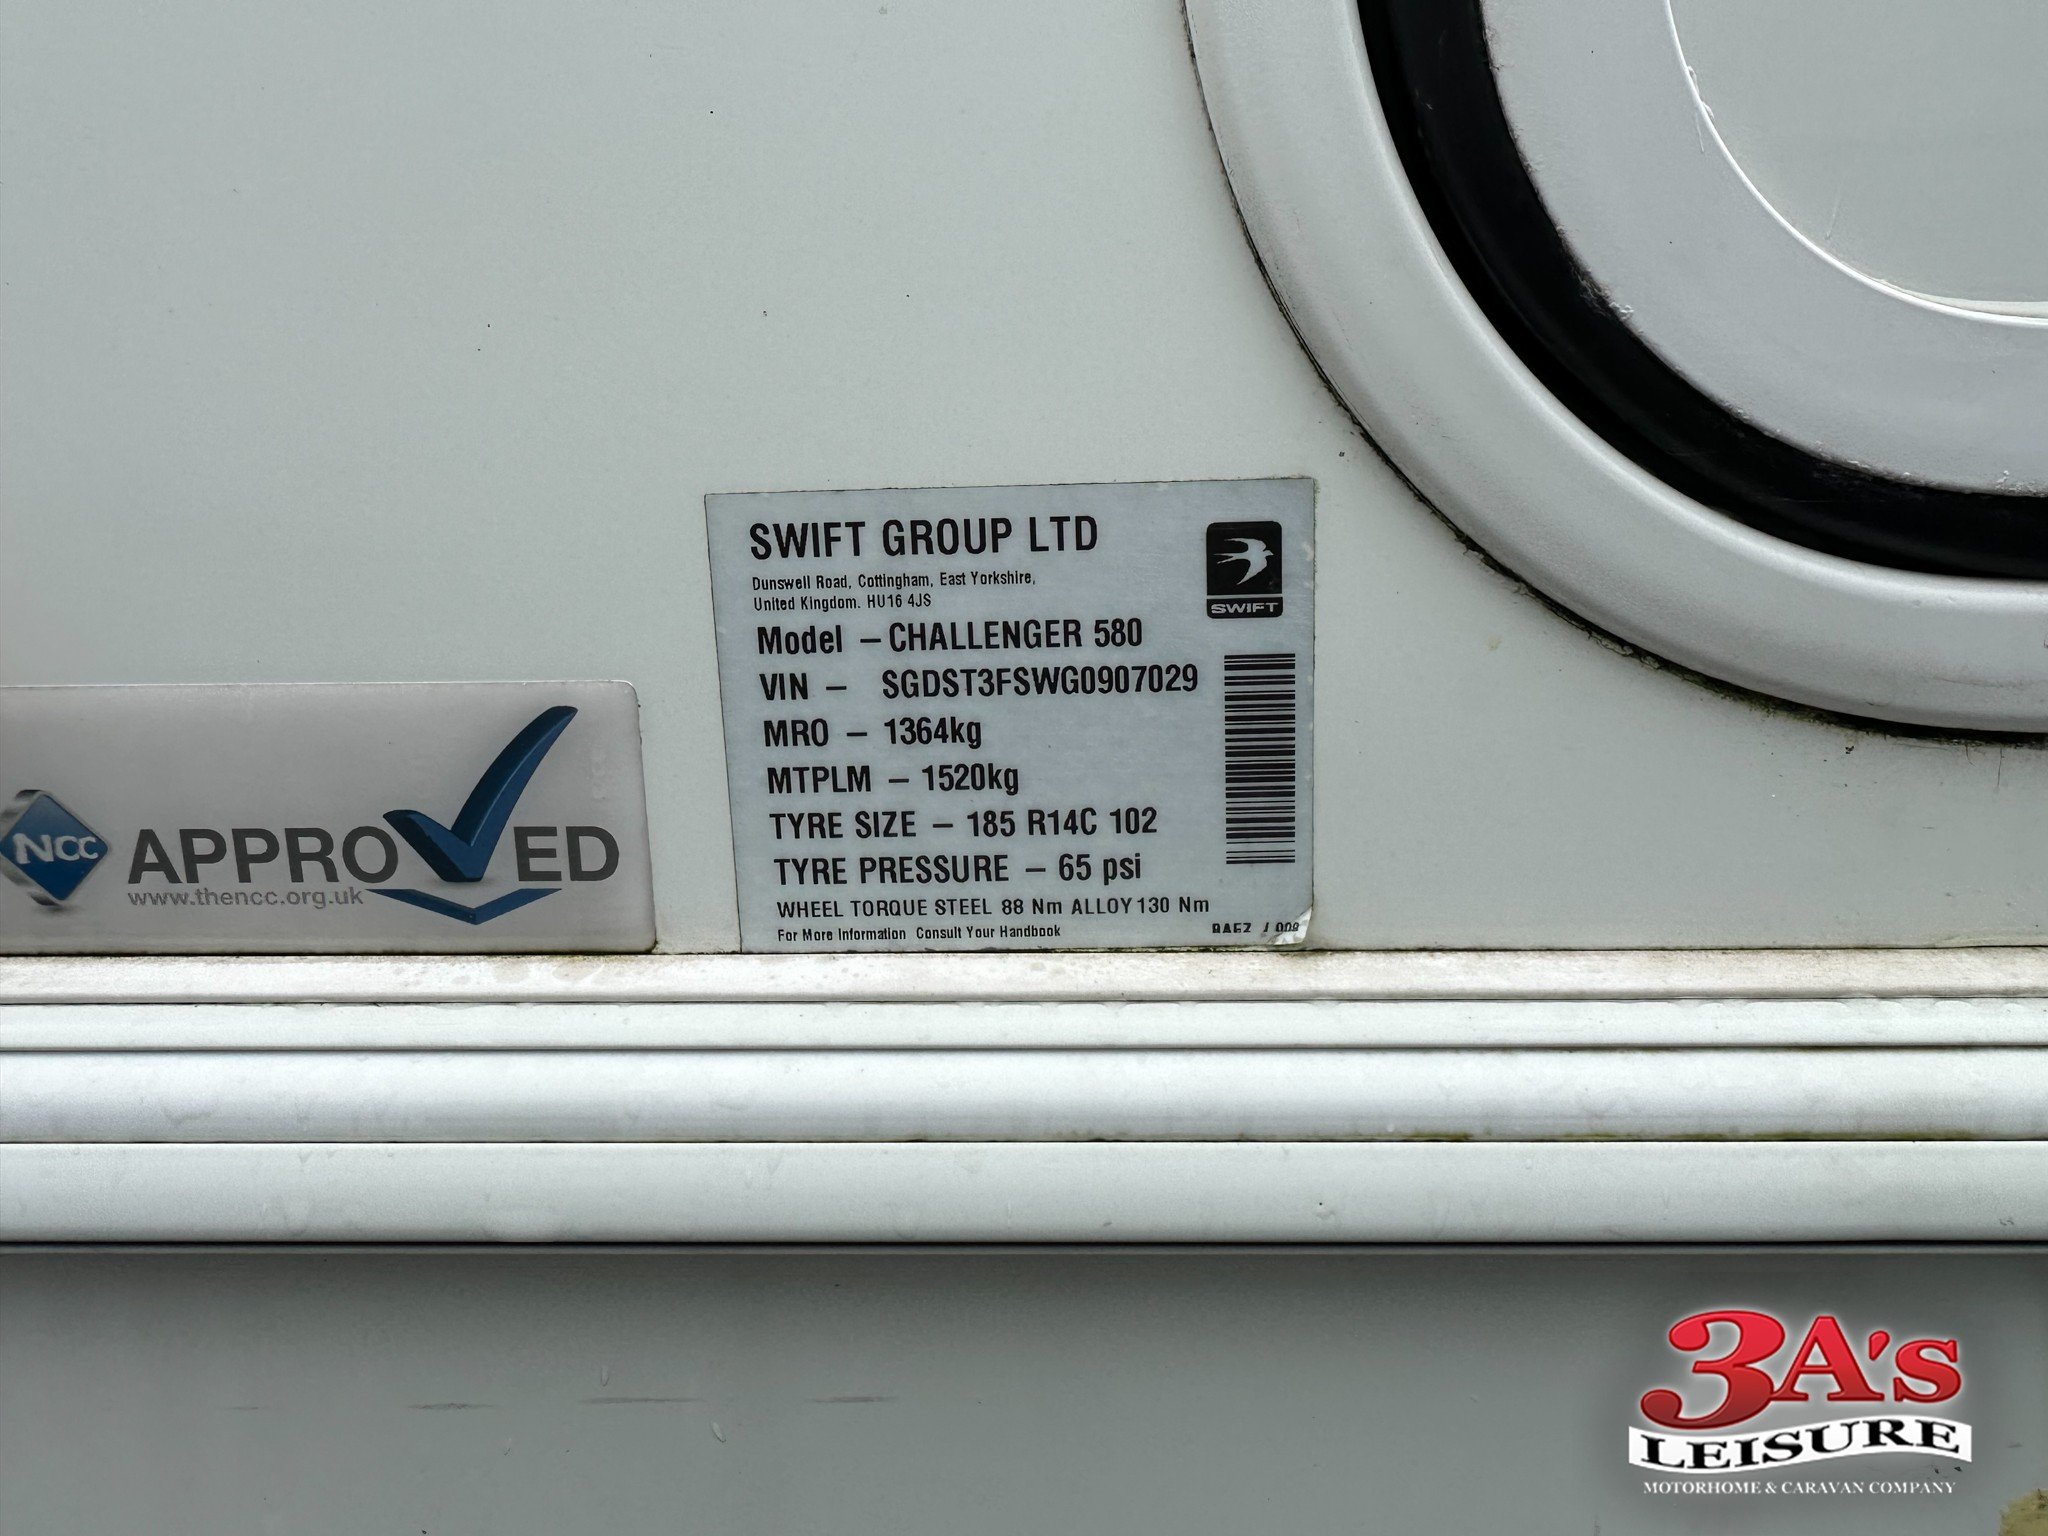 SWIFT GROUP LTD
Dunswell Road, Cottingham, East Yorkshire,
United Kingdom. HU16 4JS
SWIFT
Model – CHALLENGER 580
VIN – SGDST3FSWG0907029
MRO – 1364kg
MTPLM – 1520kg
TYRE SIZE – 185 R14C 102
TYRE PRESSURE – 65 psi
WHEEL TORQUE STEEL 88 Nm ALLOY 130 Nm
For More Information Consult Your Handbook
NCC APPROVED
www.thencc.org.uk
3A's
LEISURE
MOTORHOME & CARAVAN COMPANY